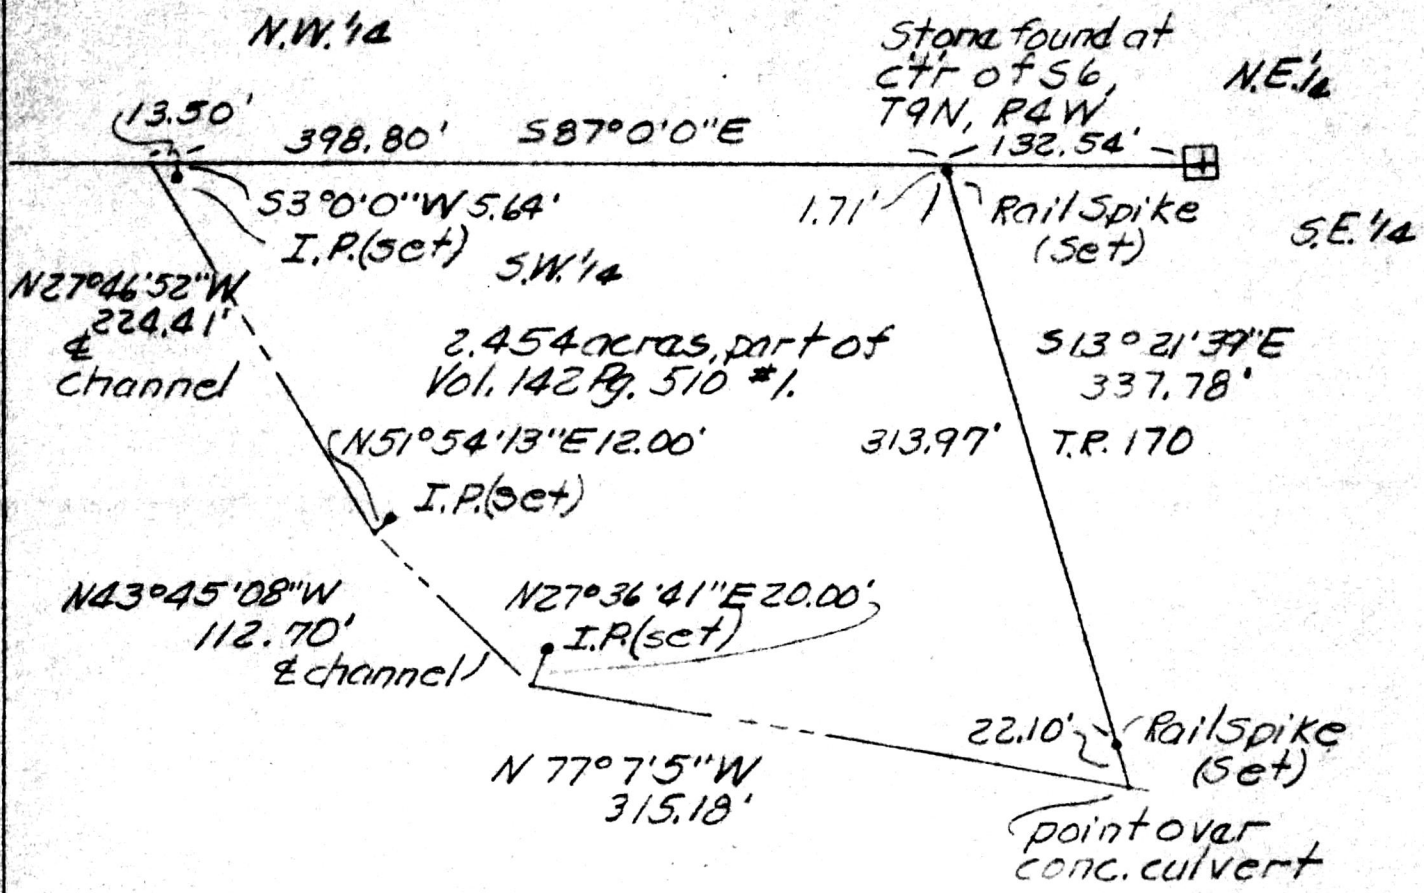 N.W. 1/4
Stone found at
ctr of S6,
T9N, R4W
N.E. 1/4
13.50'
398.80'
S87°0'0"E
132.54'
S3°0'0"W 5.64'
I.P.(set)
1.71'
Rail Spike
(Set)
S.E. 1/4
S.W. 1/4
N27°46'52"W
224.41'
℄
channel
2.454 acres, part of
Vol. 142 Pg. 510 #1.
S13°21'39"E
337.78'
N51°54'13"E 12.00'
I.P.(set)
313.97'
T.R. 170
N43°45'08"W
112.70'
℄ channel
N27°36'41"E 20.00'
I.P.(set)
22.10'
Rail Spike
(Set)
N 77°7'5"W
315.18'
point over
conc. culvert